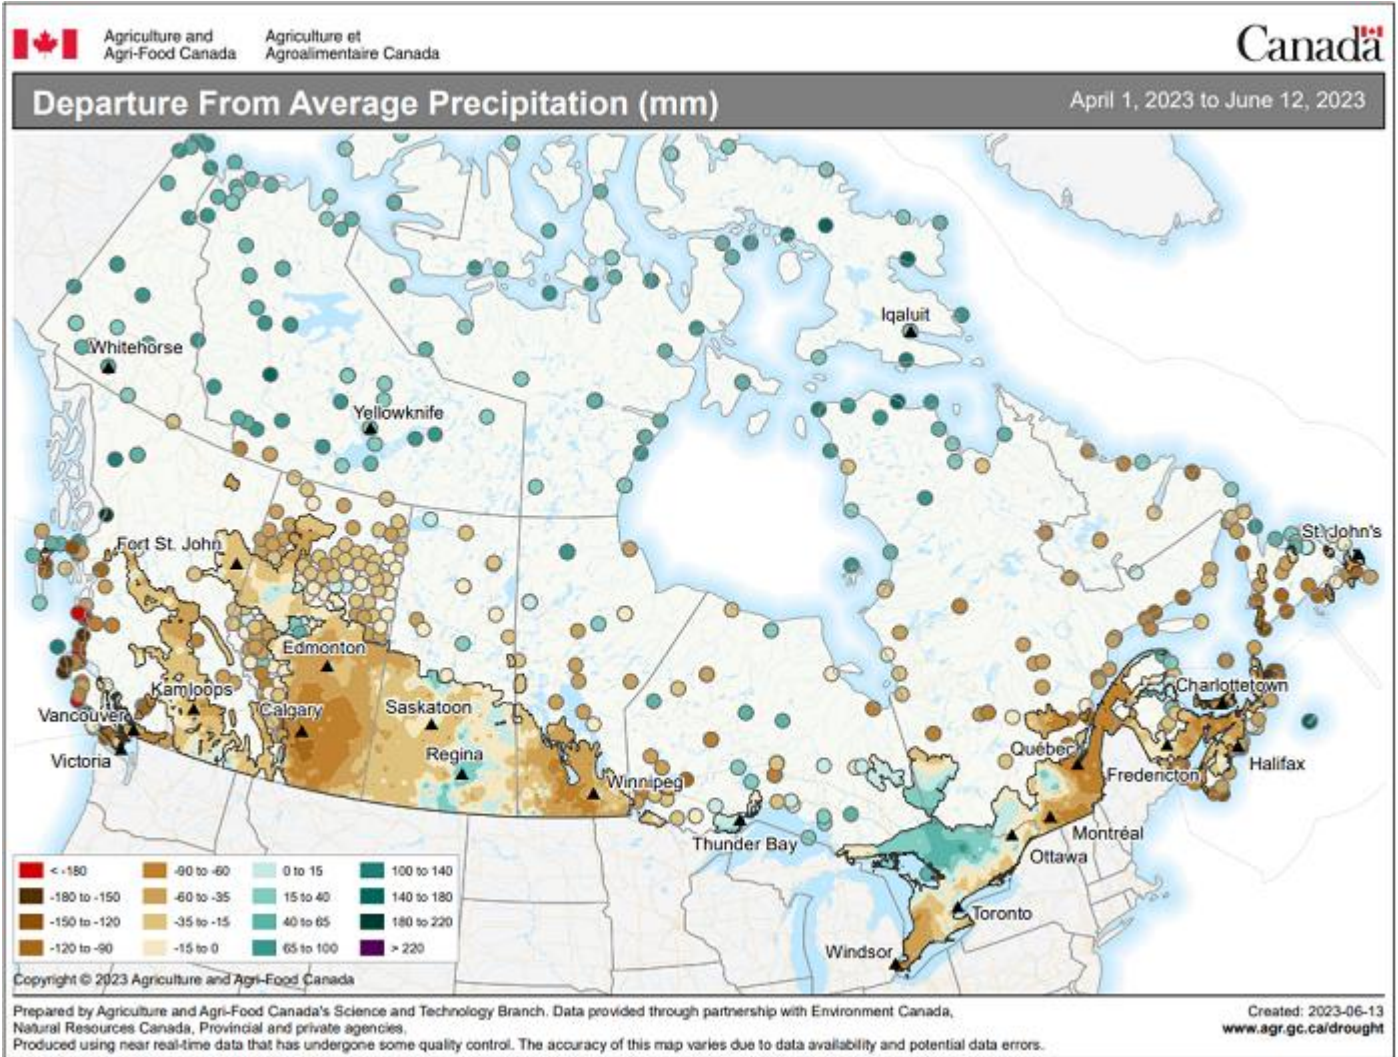 Agriculture and Agriculture et
Agri-Food Canada Agroalimentaire Canada
Canada
Departure From Average Precipitation (mm) April 1, 2023 to June 12, 2023
Iqaluit
Whitehorse
Yellowknife
St. John's
Fort St. John
Edmonton
Charlottetown
Kamloops
Calgary
Saskatoon
Vancouver
Québec
Regina
Victoria
Halifax
Fredericton
Winnipeg
Montréal
Thunder Bay
Ottawa
Toronto
Windsor
< -180 -90 to -60 0 to 15 100 to 140
-180 to -150 -60 to -35 15 to 40 140 to 180
-150 to -120 -35 to -15 40 to 65 180 to 220
-120 to -90 -15 to 0 65 to 100 > 220
Copyright © 2023 Agriculture and Agri-Food Canada
Prepared by Agriculture and Agri-Food Canada's Science and Technology Branch. Data provided through partnership with Environment Canada, Created: 2023-06-13
Natural Resources Canada, Provincial and private agencies. www.agr.gc.ca/drought
Produced using near real-time data that has undergone some quality control. The accuracy of this map varies due to data availability and potential data errors.